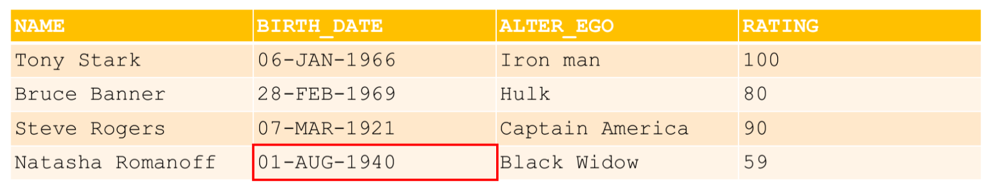 NAME BIRTH_DATE ALTER_EGO RATING
Tony Stark 06-JAN-1966 Iron man 100
Bruce Banner 28-FEB-1969 Hulk 80
Steve Rogers 07-MAR-1921 Captain America 90
Natasha Romanoff 01-AUG-1940 Black Widow 59